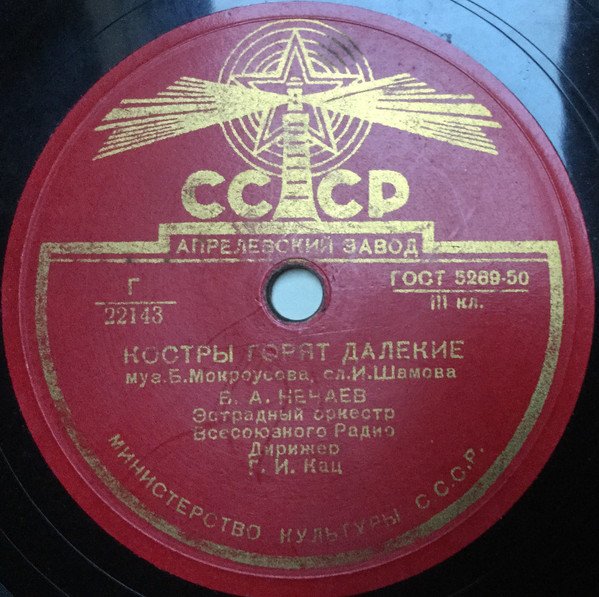 СССР
АПРЕЛЕВСКИЙ ЗАВОД
Г
22143
ГОСТ 5289-50
III кл.
КОСТРЫ ГОРЯТ ДАЛЕКИЕ
муз.Б.Мокроусова, сл.И.Шамова
В. А. НЕЧАЕВ
Эстрадный оркестр
Всесоюзного Радио
Дирижер
Г. И. Кац
МИНИСТЕРСТВО КУЛЬТУРЫ С.С.С.Р.